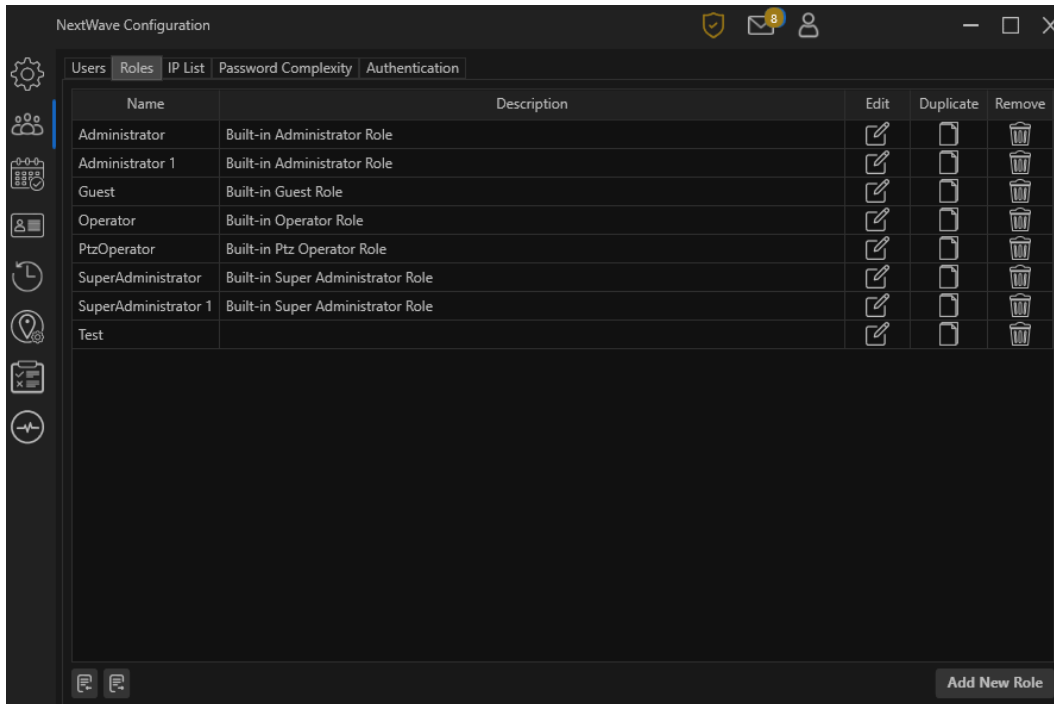 NextWave Configuration
8
Users Roles IP List Password Complexity Authentication
Name Description Edit Duplicate Remove
Administrator Built-in Administrator Role
Administrator 1 Built-in Administrator Role
Guest Built-in Guest Role
Operator Built-in Operator Role
PtzOperator Built-in Ptz Operator Role
SuperAdministrator Built-in Super Administrator Role
SuperAdministrator 1 Built-in Super Administrator Role
Test
Add New Role